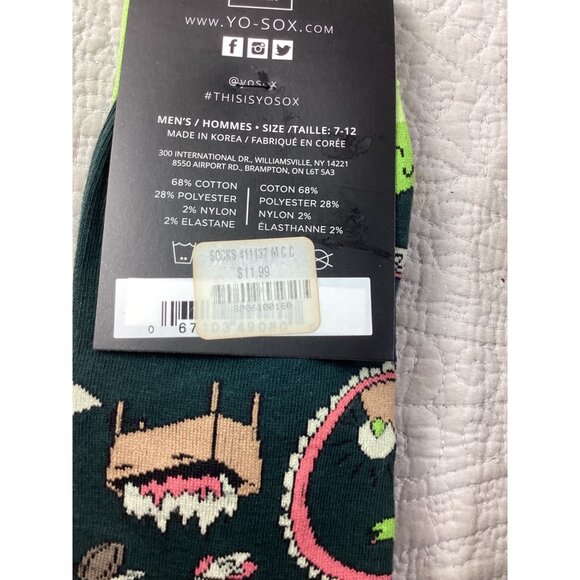 WWW.YO-SOX.COM
@yosox
#THISISYOSOX
MEN'S / HOMMES • SIZE /TAILLE: 7-12
MADE IN KOREA / FABRIQUÉ EN CORÉE
300 INTERNATIONAL DR., WILLIAMSVILLE, NY 14221
8550 AIRPORT RD., BRAMPTON, ON L6T 5A3
68% COTTON
28% POLYESTER
2% NYLON
2% ELASTANE
COTON 68%
POLYESTER 28%
NYLON 2%
ÉLASTHANNE 2%
SOCKS 411137 M C C
$11.99